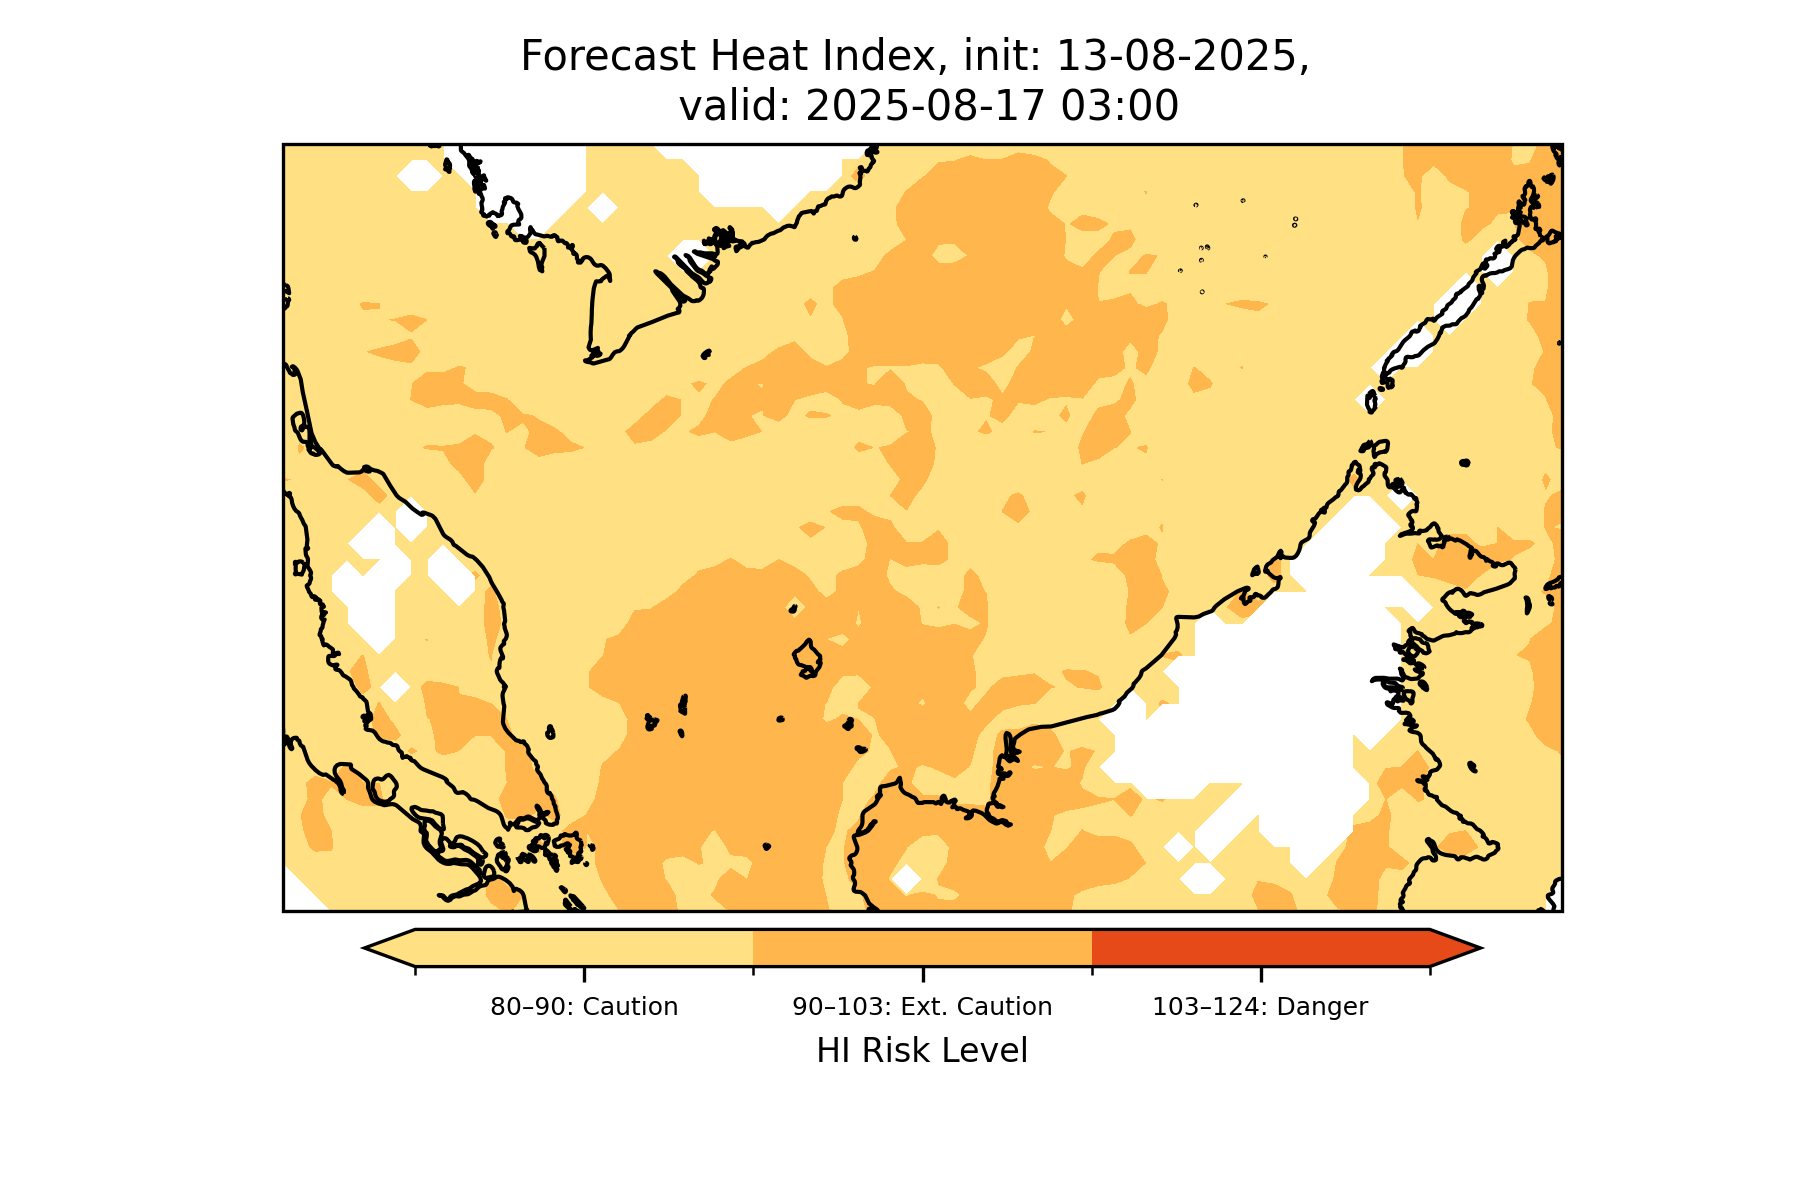 Forecast Heat Index, init: 13-08-2025,
valid: 2025-08-17 03:00
80–90: Caution
90–103: Ext. Caution
103–124: Danger
HI Risk Level